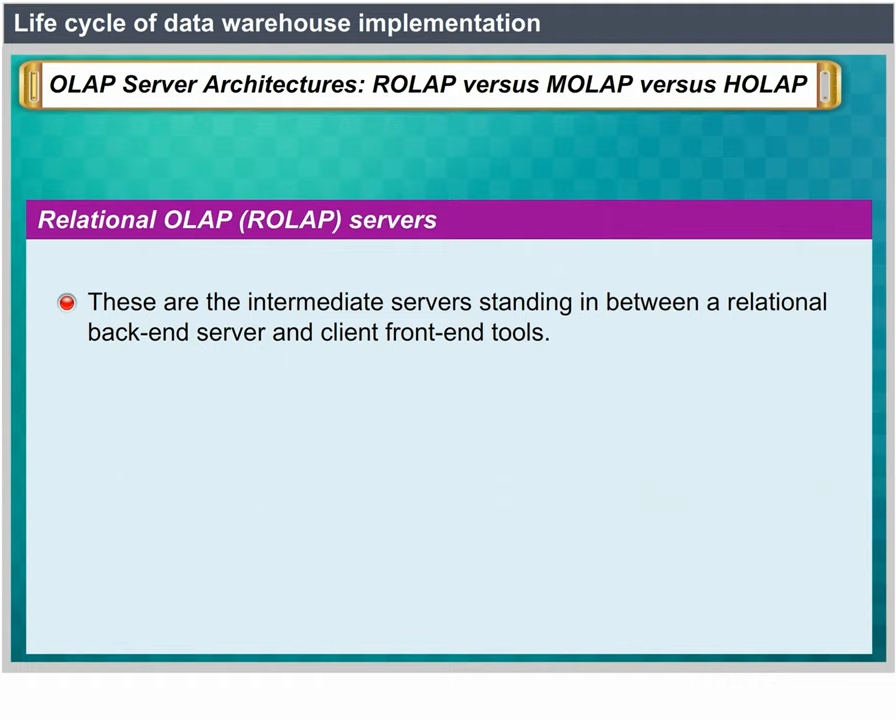 Life cycle of data warehouse implementation
OLAP Server Architectures: ROLAP versus MOLAP versus HOLAP
Relational OLAP (ROLAP) servers
These are the intermediate servers standing in between a relational
back-end server and client front-end tools.